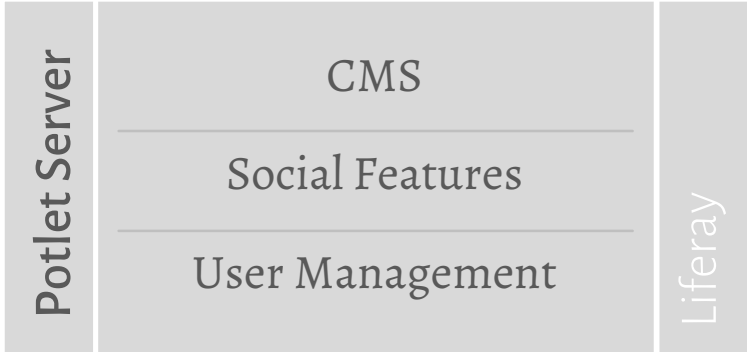 Potlet Server
CMS
Social Features
User Management
Liferay